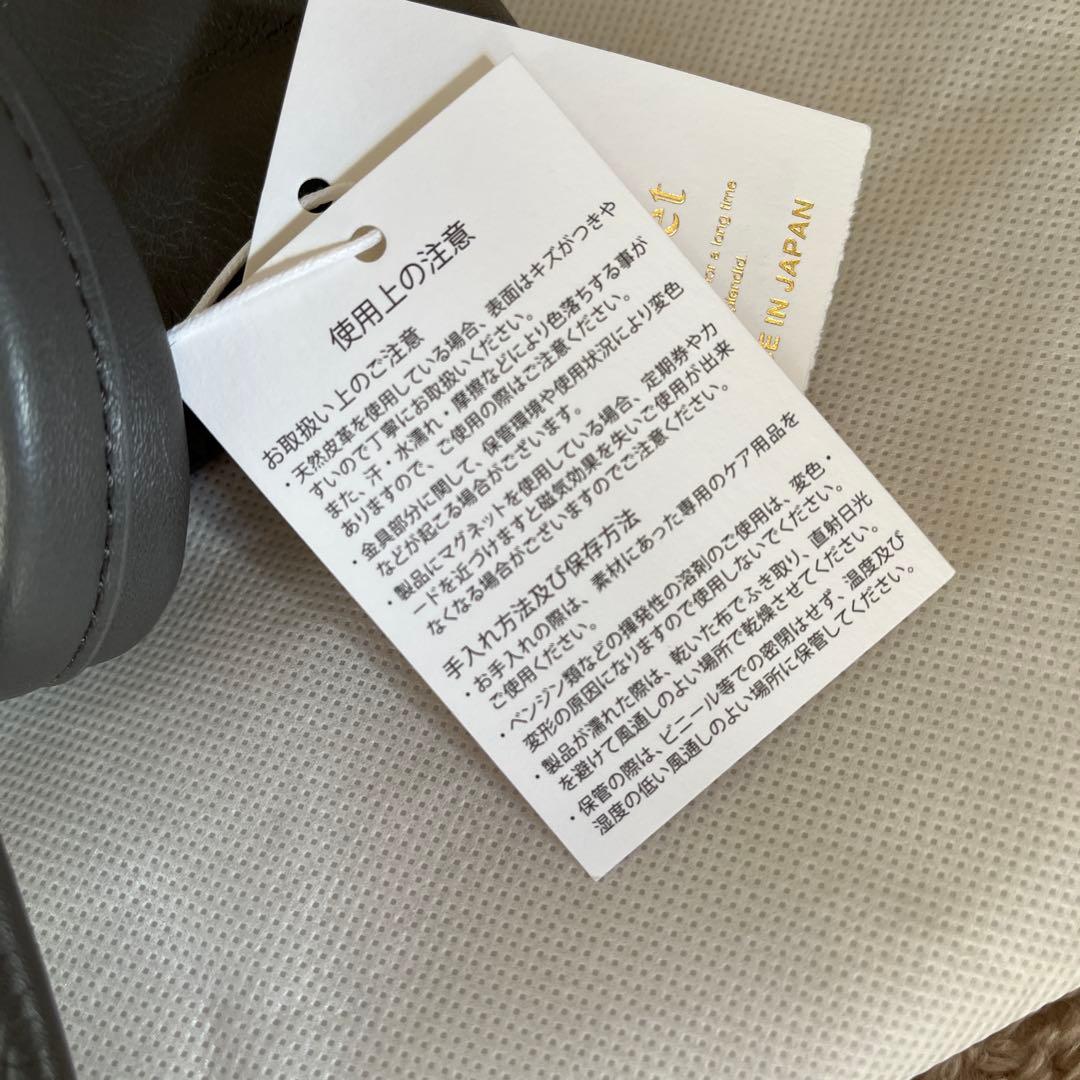 使用上の注意
お取扱い上のご注意
・天然皮革を使用している場合、表面はキズがつきや
すいので丁寧にお取扱いください。
また、汗・水濡れ・摩擦などにより色落ちする事が
ありますので、ご使用の際はご注意ください。
・金具部分に関して、保管環境や使用状況により変色
などが起こる場合がございます。
・製品にマグネットを使用している場合、定期券やカ
ードを近づけますと磁気効果を失いご使用が出来
なくなる場合がございますのでご注意ください。
手入れ方法及び保存方法
・お手入れの際は、素材にあった専用のケア用品を
ご使用ください。
・ベンジン類などの揮発性の溶剤のご使用は、変色・
変形の原因になりますので使用しないでください。
・製品が濡れた際は、乾いた布でふき取り、直射日光
を避けて風通しのよい場所で乾燥させてください。
・保管の際は、ビニール等での密閉はせず、温度及び
湿度の低い風通しのよい場所に保管してください。
et
or a long time
IN JAPAN